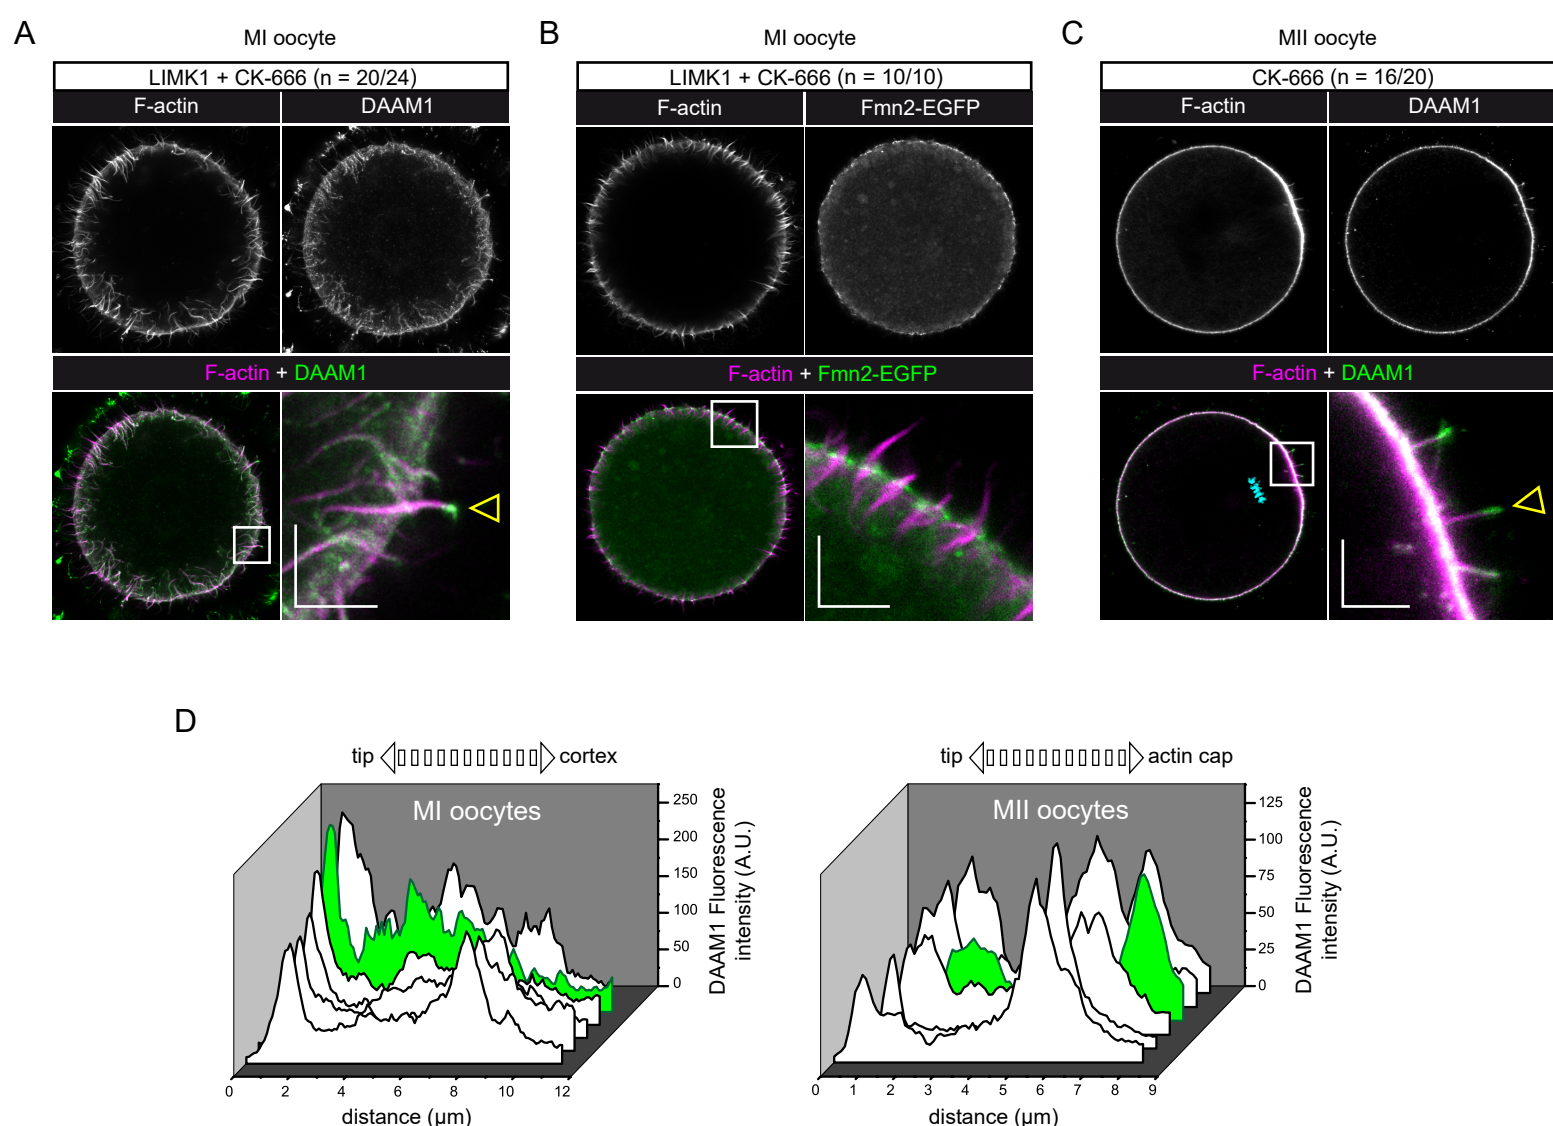 A
MI oocyte
LIMK1 + CK-666 (n = 20/24)
F-actin
DAAM1
F-actin + DAAM1
B
MI oocyte
LIMK1 + CK-666 (n = 10/10)
F-actin
Fmn2-EGFP
F-actin + Fmn2-EGFP
C
MII oocyte
CK-666 (n = 16/20)
F-actin
DAAM1
F-actin + DAAM1
D
tip
cortex
MI oocytes
250
200
150
100
50
0
DAAM1 Fluorescence
intensity (A.U.)
0 2 4 6 8 10 12
distance (µm)
tip
actin cap
MII oocytes
125
100
75
50
25
0
DAAM1 Fluorescence
intensity (A.U.)
0 1 2 3 4 5 6 7 8 9
distance (µm)